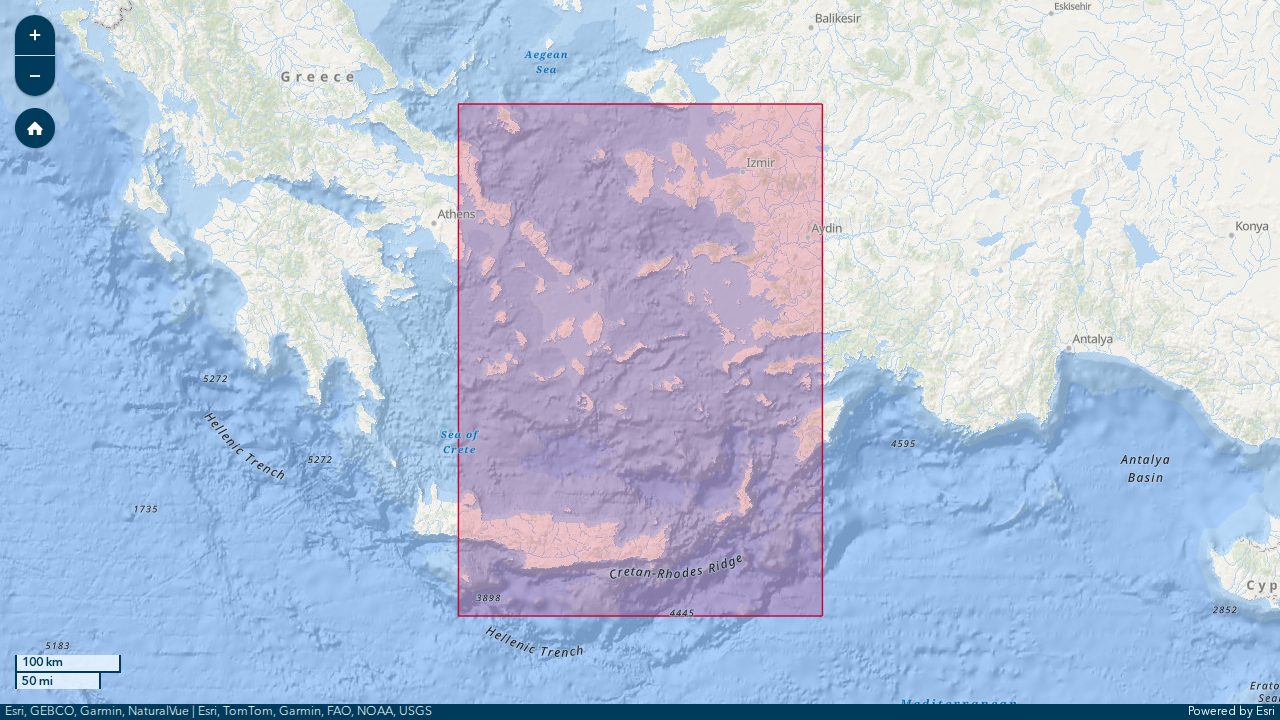 Eskisehir
Balikesir
Aegean
Sea
Greece
Izmir
Athens
Aydin
Konya
Antalya
5272
Sea of
Crete
Hellenic Trench
4595
5272
Antalya
Basin
1735
Cretan-Rhodes Ridge
Cyp
3898
4445
2852
Hellenic Trench
5183
100 km
50 mi
Erato
Sea
Mediterranean
Esri, GEBCO, Garmin, NaturalVue | Esri, TomTom, Garmin, FAO, NOAA, USGS
Powered by Esri